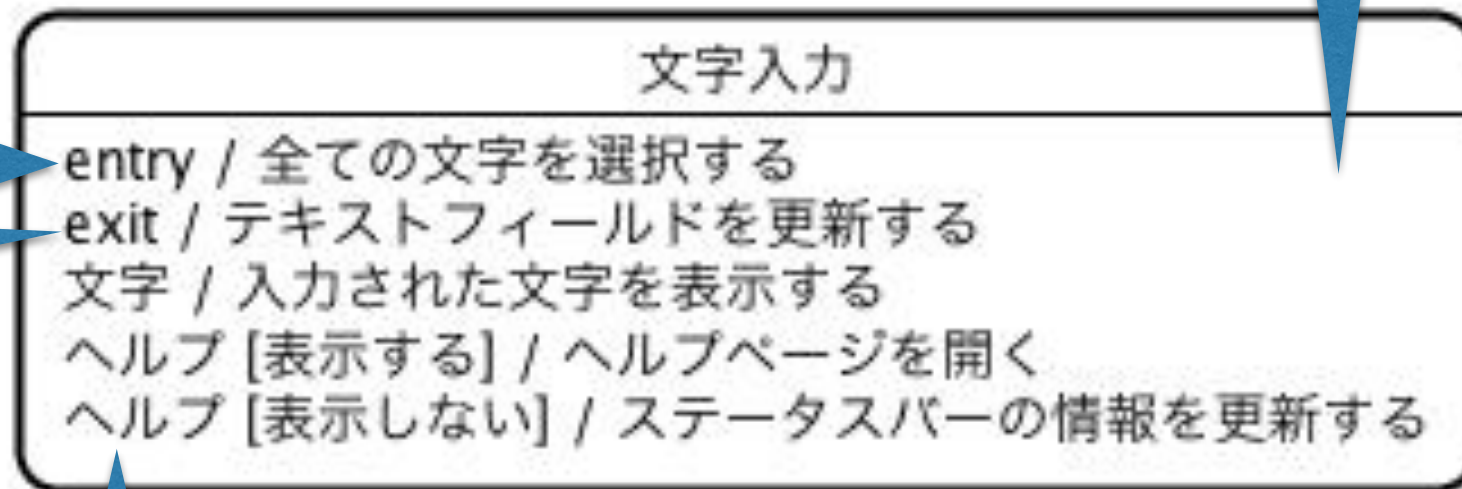 文字入力
entry / 全ての文字を選択する
exit / テキストフィールドを更新する
文字 / 入力された文字を表示する
ヘルプ [表示する] / ヘルプページを開く
ヘルプ [表示しない] / ステータスバーの情報を更新する